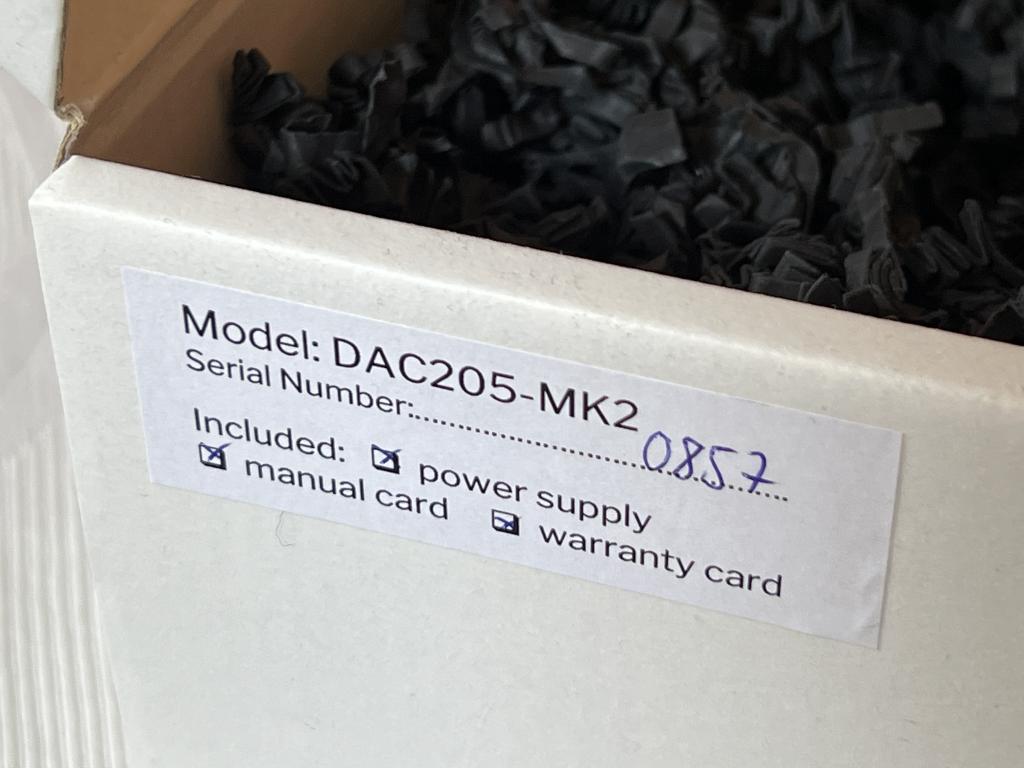 Model: DAC205-MK2
Serial Number:..............................0857......
Included: ☒ power supply
☒ manual card ☒ warranty card